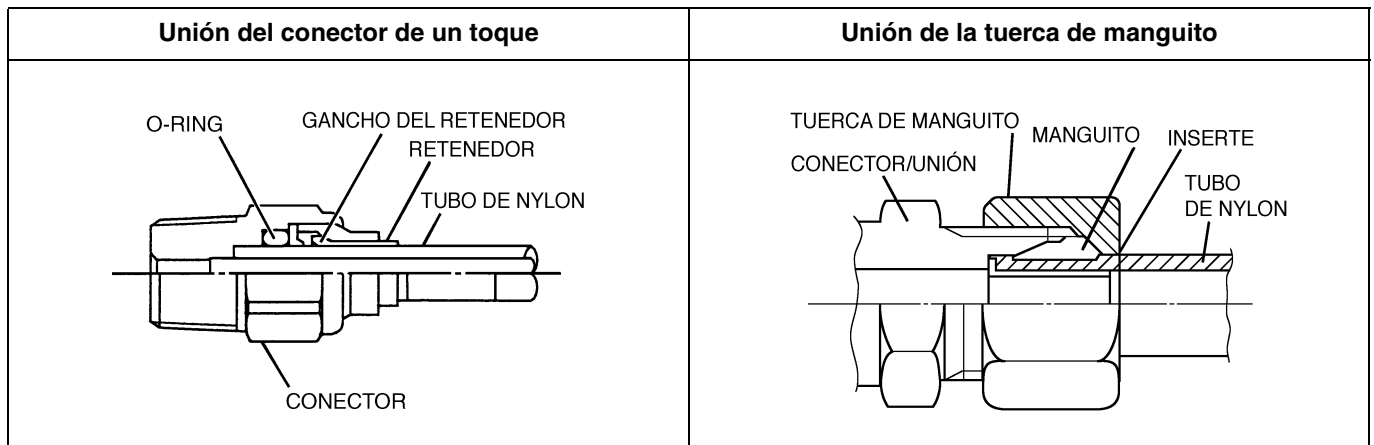 Unión del conector de un toque
Unión de la tuerca de manguito
O-RING
GANCHO DEL RETENEDOR
RETENEDOR
TUBO DE NYLON
CONECTOR
TUERCA DE MANGUITO
MANGUITO
INSERTE
CONECTOR/UNIÓN
TUBO
DE NYLON